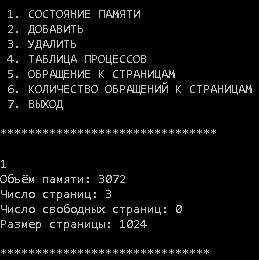 1. СОСТОЯНИЕ ПАМЯТИ
2. ДОБАВИТЬ
3. УДАЛИТЬ
4. ТАБЛИЦА ПРОЦЕССОВ
5. ОБРАЩЕНИЕ К СТРАНИЦАМ
6. КОЛИЧЕСТВО ОБРАЩЕНИЙ К СТРАНИЦАМ
7. ВЫХОД
*******************************
1
Объём памяти: 3072
Число страниц: 3
Число свободных страниц: 0
Размер страницы: 1024
******************************